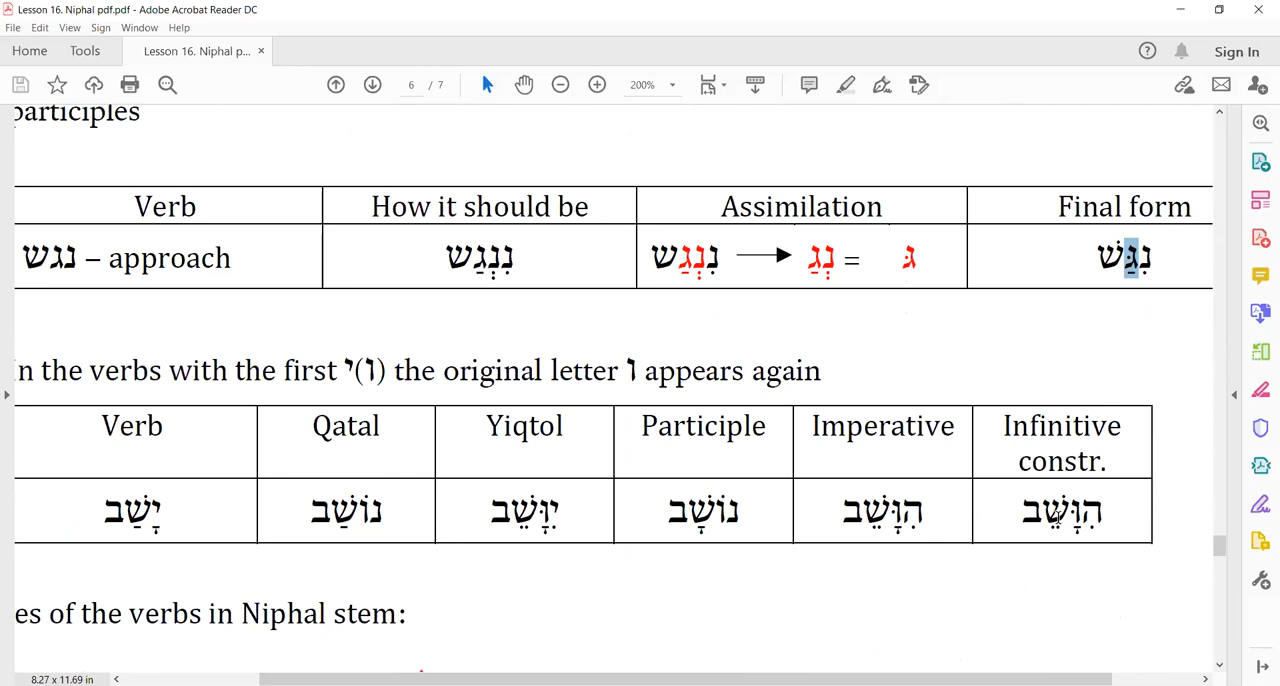 Lesson 16. Niphal pdf.pdf - Adobe Acrobat Reader DC
File Edit View Sign Window Help
Home Tools Lesson 16. Niphal p... × Sign In
6 / 7 200%
participles
Verb How it should be Assimilation Final form
נגש – approach נִנְגַשׁ נִנְגַש נְגַ = גּ נִגַּשׁ
in the verbs with the first י(ו) the original letter ו appears again
Verb Qatal Yiqtol Participle Imperative Infinitive
constr.
יָשַׁב נוֹשַׁב יִוָּשֵׁב נוֹשָׁב הִוָּשֵׁב הִוָּשֵׁב
es of the verbs in Niphal stem:
8.27 x 11.69 in